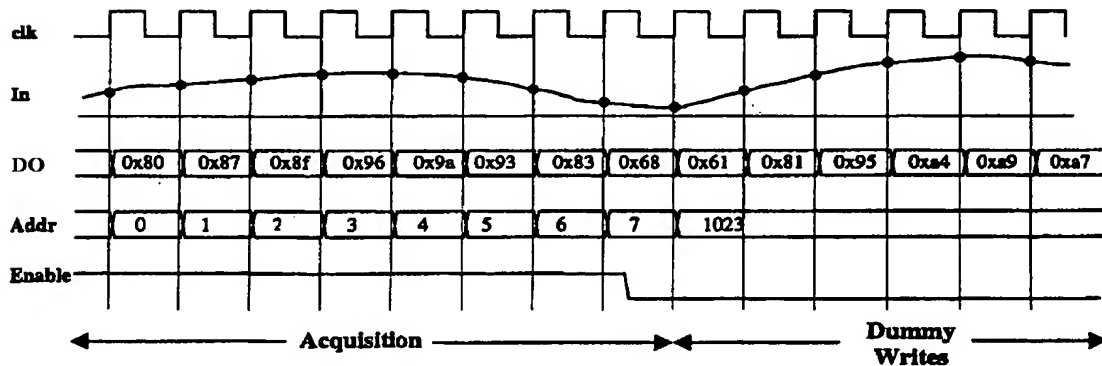 clk
In
DO 0x80 0x87 0x8f 0x96 0x9a 0x93 0x83 0x68 0x61 0x81 0x95 0xa4 0xa9 0xa7
Addr 0 1 2 3 4 5 6 7 1023
Enable
Acquisition Dummy
Writes